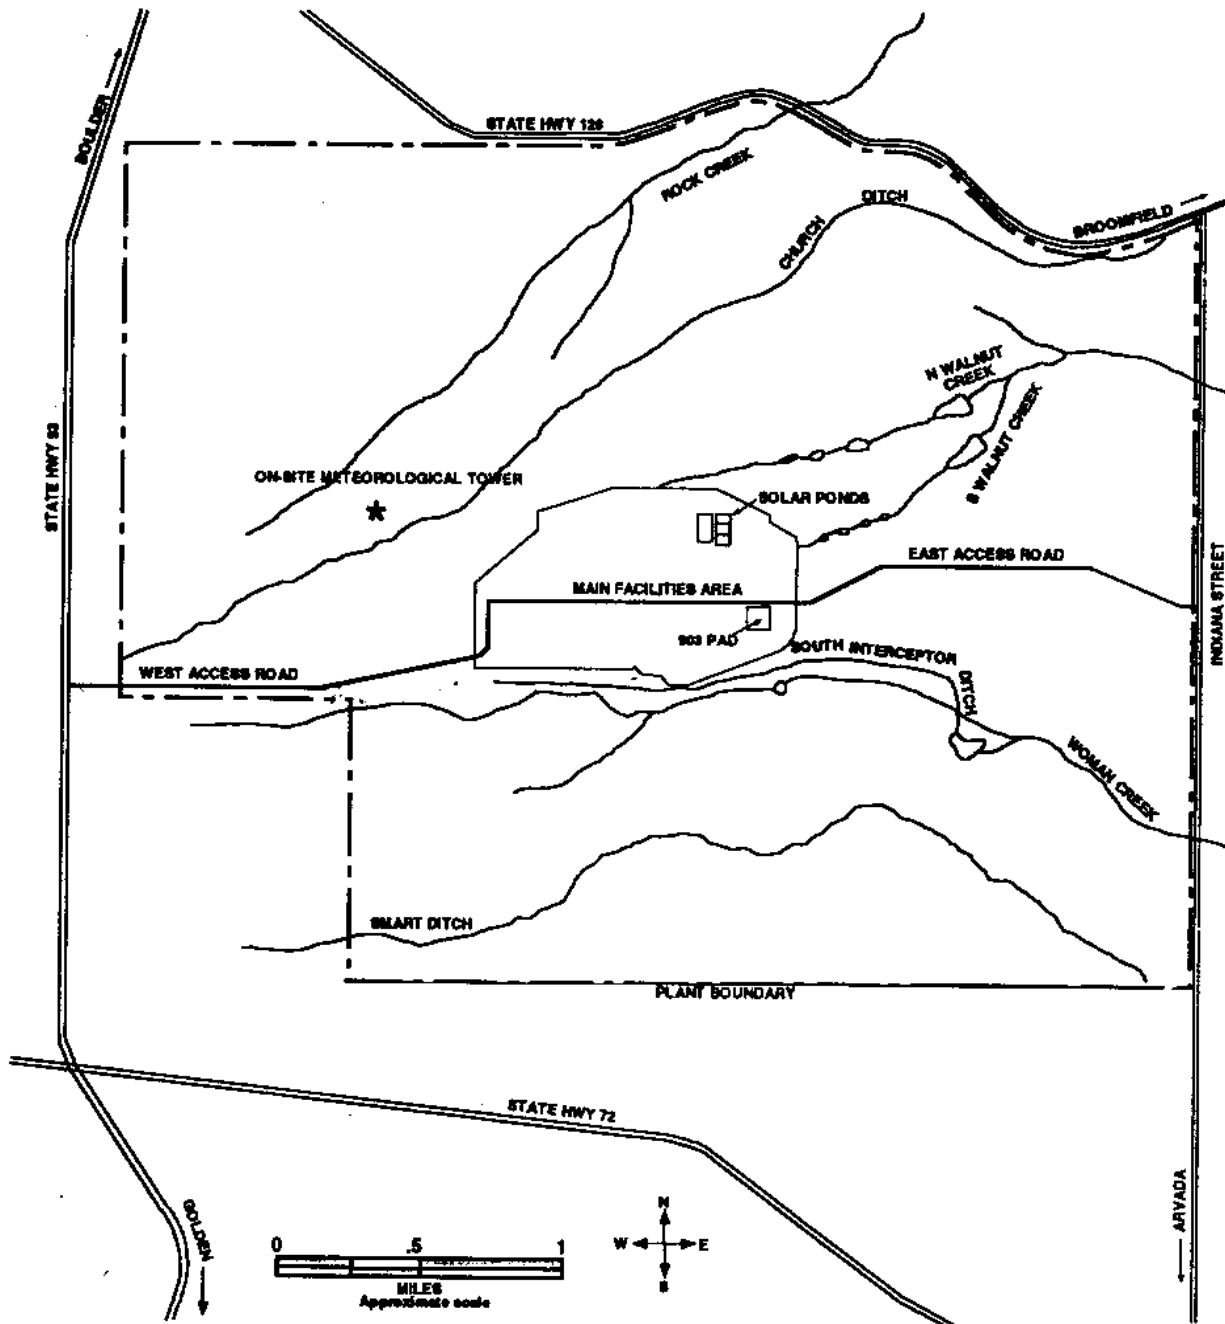 BOULDER
STATE HWY 128
ROCK CREEK
DITCH
CHURCH
BROOMFIELD
N WALNUT
CREEK
S WALNUT CREEK
ON-SITE METEOROLOGICAL TOWER
STATE HWY 93
SOLAR PONDS
EAST ACCESS ROAD
MAIN FACILITIES AREA
INDIANA STREET
903 PAD
SOUTH INTERCEPTOR
DITCH
WEST ACCESS ROAD
WOMAN CREEK
SMART DITCH
PLANT BOUNDARY
STATE HWY 72
ARVADA
GOLDEN
N
W E
S
0 .5 1
MILES
Approximate scale